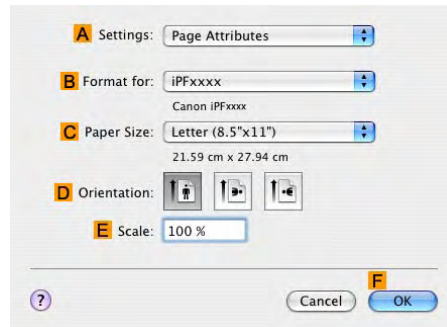 A Settings: Page Attributes
B Format for: iPFxxxx
Canon iPFxxxx
C Paper Size: Letter (8.5"x11")
21.59 cm x 27.94 cm
D Orientation:
E Scale: 100 %
F
? Cancel OK